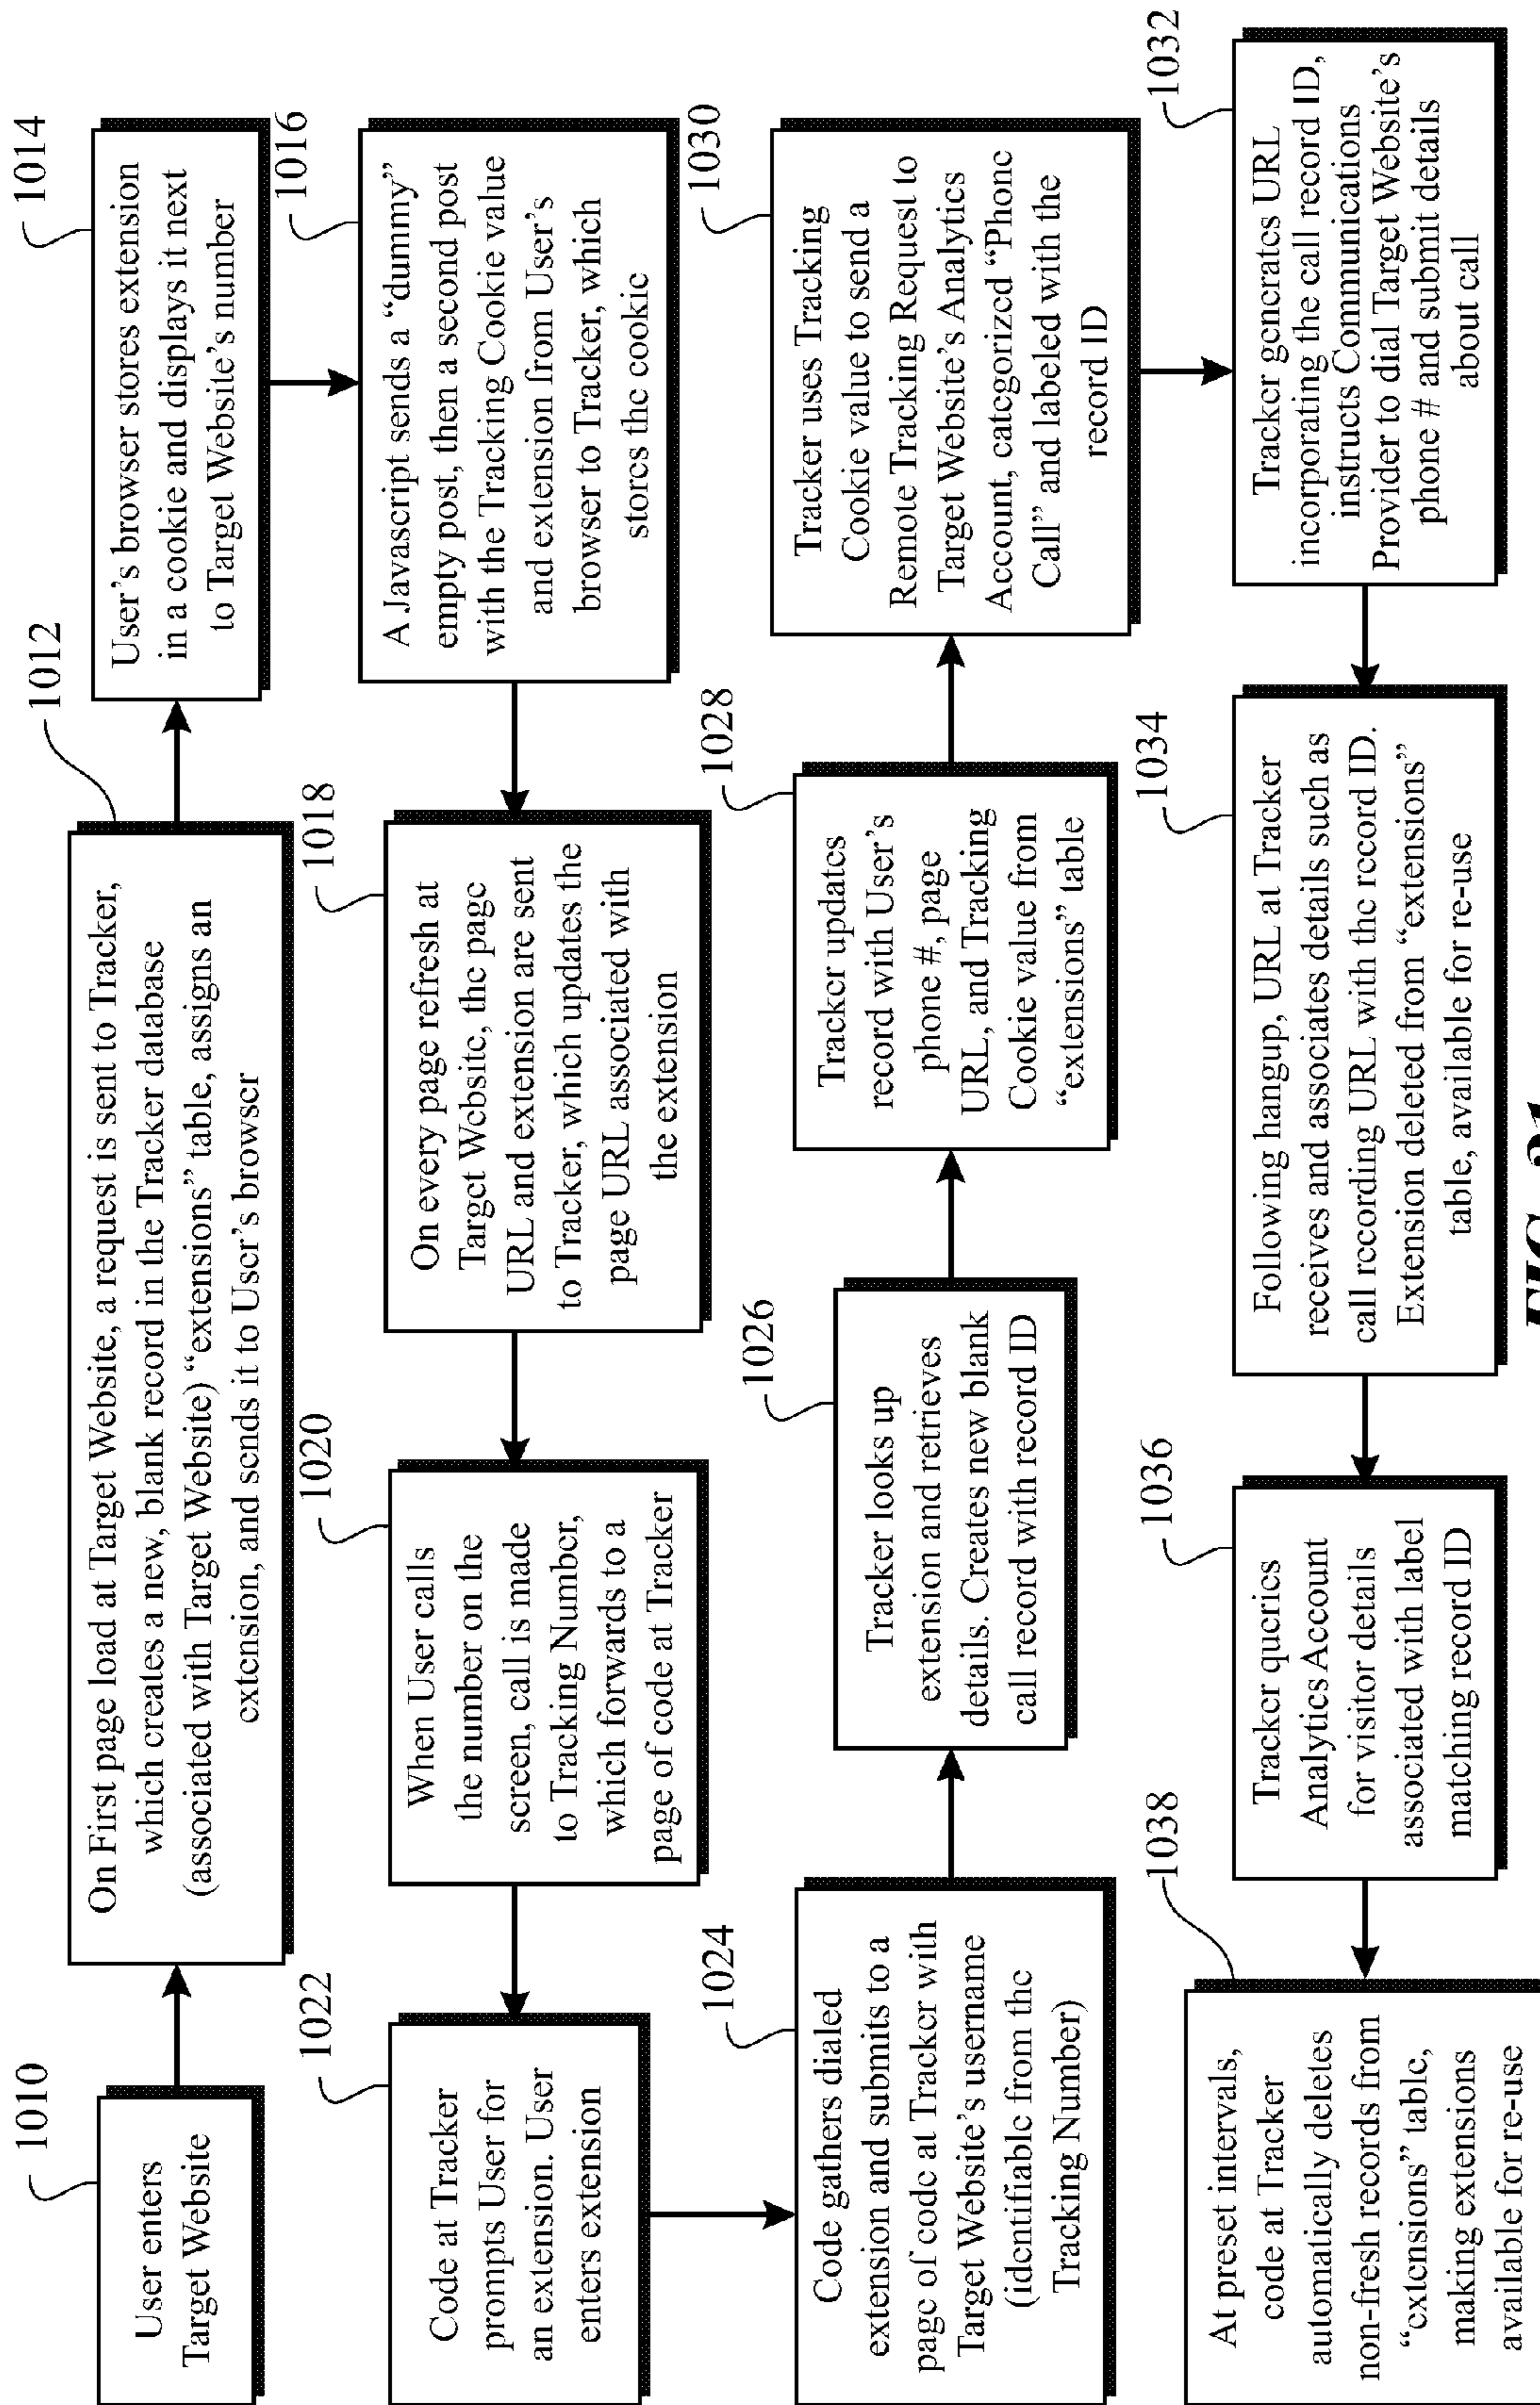 1010
User enters
Target Website
1012
On First page load at Target Website, a request is sent to Tracker,
which creates a new, blank record in the Tracker database
(associated with Target Website) “extensions” table, assigns an
extension, and sends it to User’s browser
1014
User’s browser stores extension
in a cookie and displays it next
to Target Website’s number
1016
A Javascript sends a “dummy”
empty post, then a second post
with the Tracking Cookie value
and extension from User’s
browser to Tracker, which
stores the cookie
1018
On every page refresh at
Target Website, the page
URL and extension are sent
to Tracker, which updates the
page URL associated with
the extension
1020
When User calls
the number on the
screen, call is made
to Tracking Number,
which forwards to a
page of code at Tracker
1022
Code at Tracker
prompts User for
an extension. User
enters extension
1024
Code gathers dialed
extension and submits to a
page of code at Tracker with
Target Website’s username
(identifiable from the
Tracking Number)
1026
Tracker looks up
extension and retrieves
details. Creates new blank
call record with record ID
1028
Tracker updates
record with User’s
phone #, page
URL, and Tracking
Cookie value from
“extensions” table
1030
Tracker uses Tracking
Cookie value to send a
Remote Tracking Request to
Target Website’s Analytics
Account, categorized “Phone
Call” and labeled with the
record ID
1032
Tracker generates URL
incorporating the call record ID,
instructs Communications
Provider to dial Target Website’s
phone # and submit details
about call
1034
Following hangup, URL at Tracker
receives and associates details such as
call recording URL with the record ID.
Extension deleted from “extensions”
table, available for re-use
1036
Tracker queries
Analytics Account
for visitor details
associated with label
matching record ID
1038
At preset intervals,
code at Tracker
automatically deletes
non-fresh records from
“extensions” table,
making extensions
available for re-use